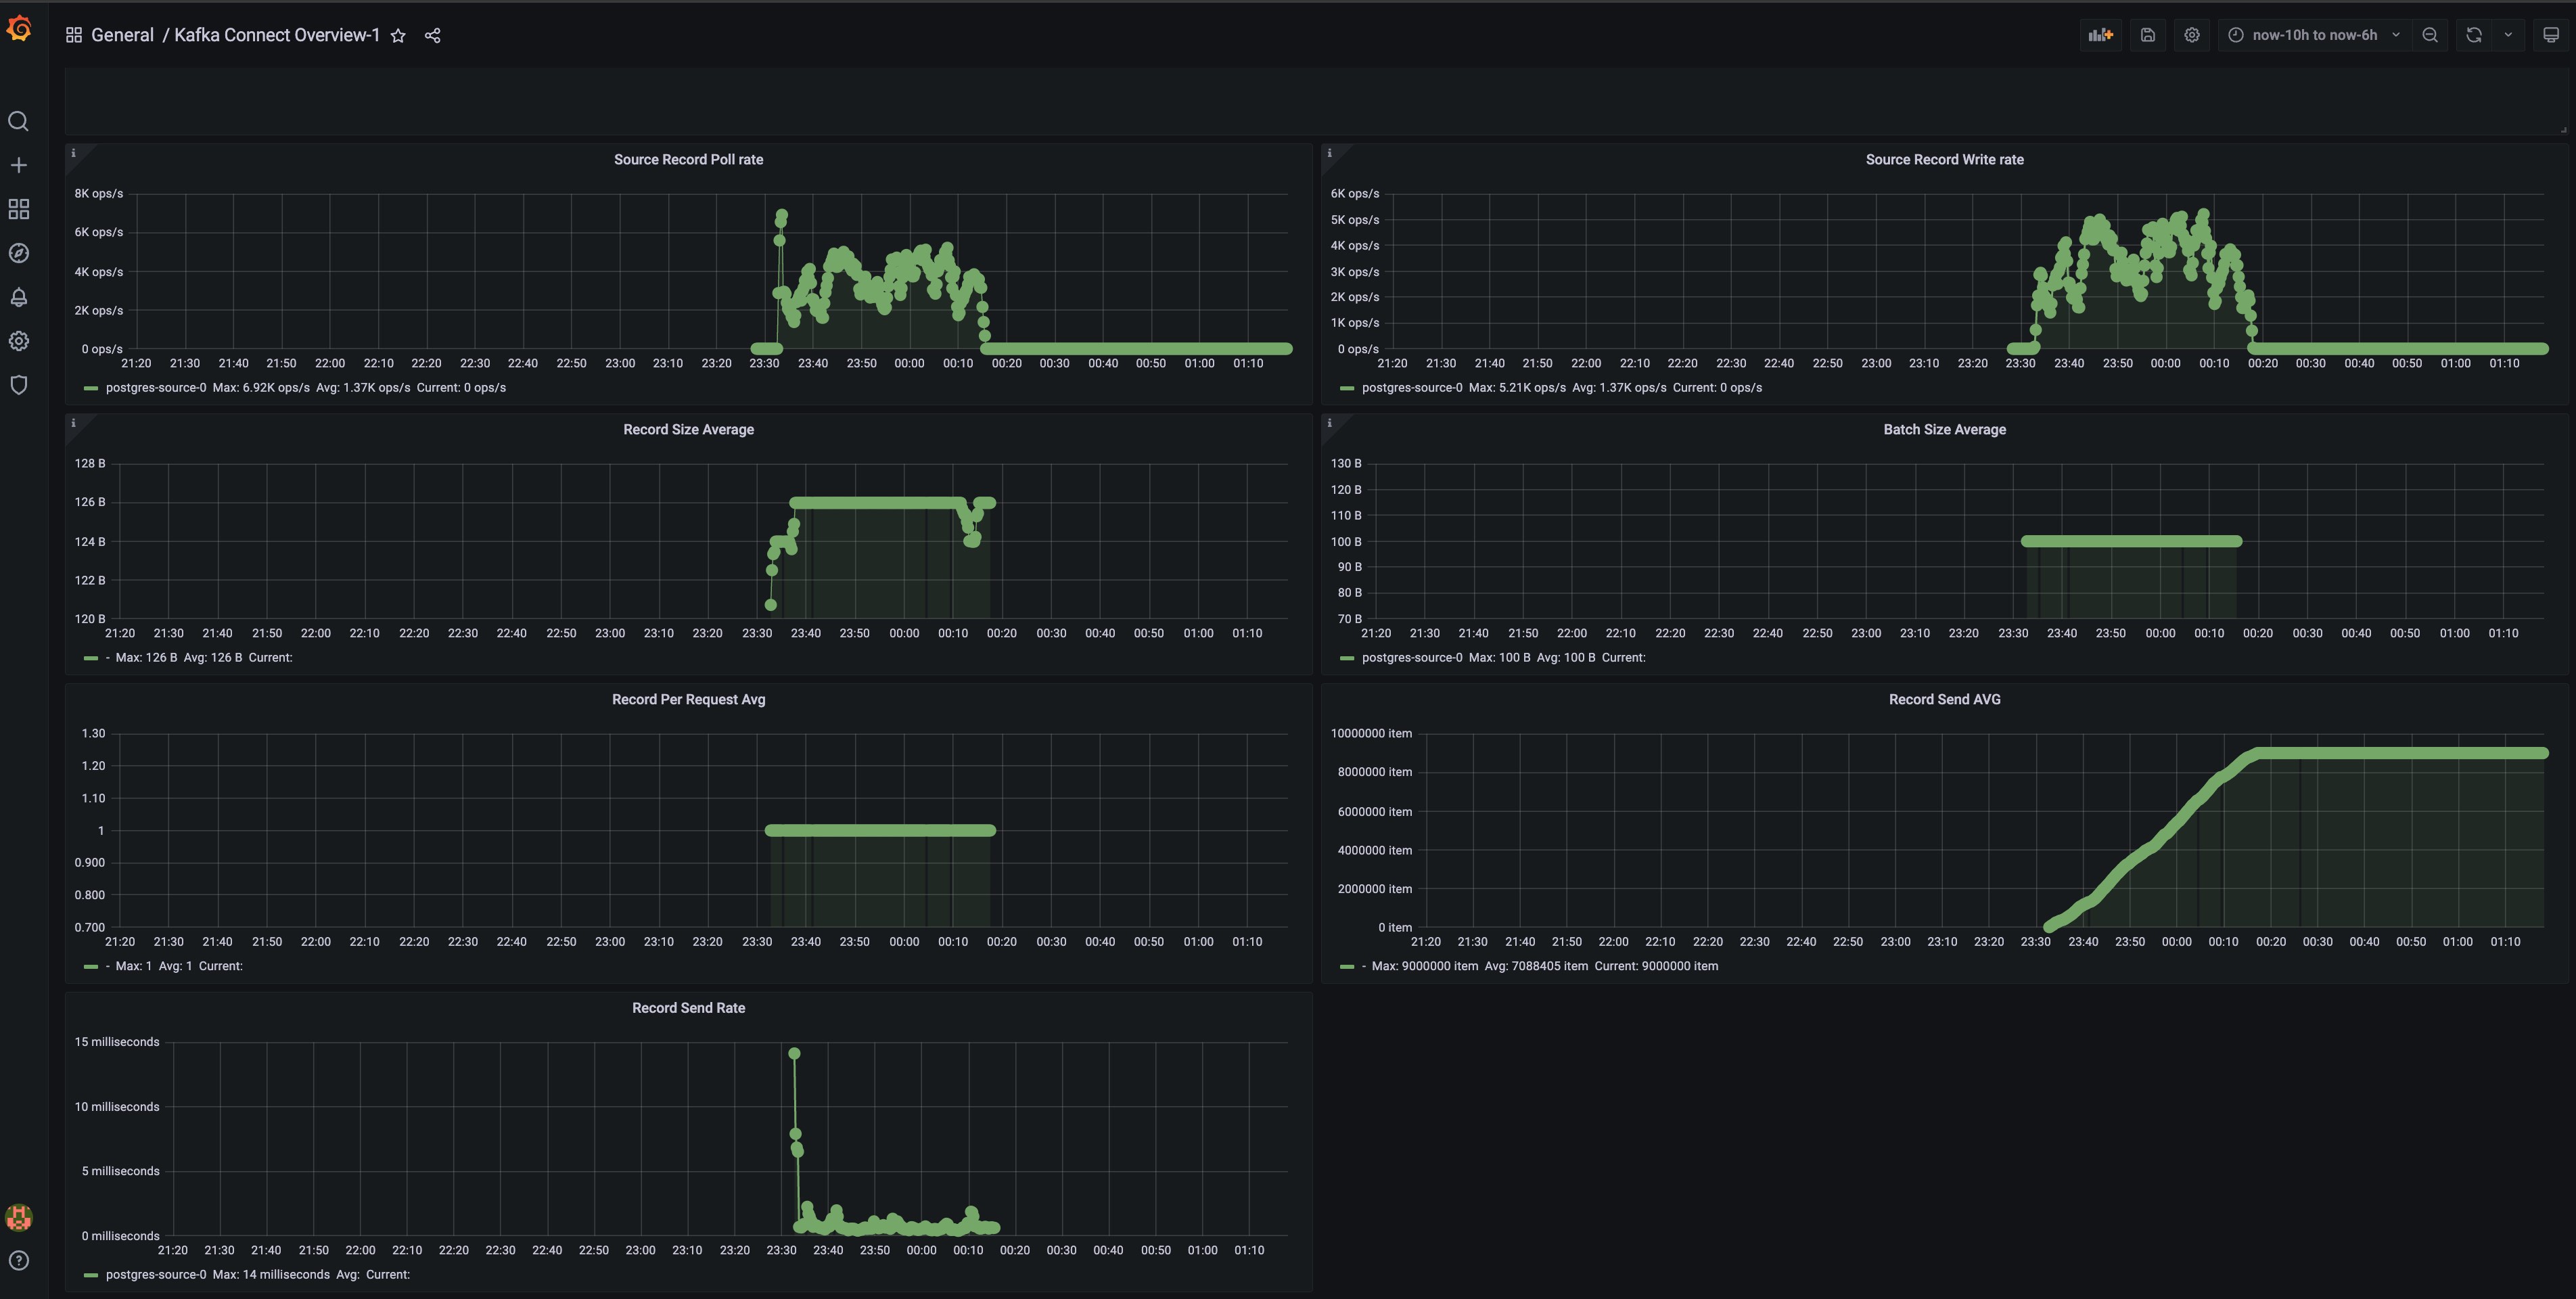 General / Kafka Connect Overview-1
now-10h to now-6h
Source Record Poll rate
8K ops/s
6K ops/s
4K ops/s
2K ops/s
0 ops/s
21:20 21:30 21:40 21:50 22:00 22:10 22:20 22:30 22:40 22:50 23:00 23:10 23:20 23:30 23:40 23:50 00:00 00:10 00:20 00:30 00:40 00:50 01:00 01:10
postgres-source-0 Max: 6.92K ops/s Avg: 1.37K ops/s Current: 0 ops/s
Source Record Write rate
6K ops/s
5K ops/s
4K ops/s
3K ops/s
2K ops/s
1K ops/s
0 ops/s
21:20 21:30 21:40 21:50 22:00 22:10 22:20 22:30 22:40 22:50 23:00 23:10 23:20 23:30 23:40 23:50 00:00 00:10 00:20 00:30 00:40 00:50 01:00 01:10
postgres-source-0 Max: 5.21K ops/s Avg: 1.37K ops/s Current: 0 ops/s
Record Size Average
128 B
126 B
124 B
122 B
120 B
21:20 21:30 21:40 21:50 22:00 22:10 22:20 22:30 22:40 22:50 23:00 23:10 23:20 23:30 23:40 23:50 00:00 00:10 00:20 00:30 00:40 00:50 01:00 01:10
- Max: 126 B Avg: 126 B Current:
Batch Size Average
130 B
120 B
110 B
100 B
90 B
80 B
70 B
21:20 21:30 21:40 21:50 22:00 22:10 22:20 22:30 22:40 22:50 23:00 23:10 23:20 23:30 23:40 23:50 00:00 00:10 00:20 00:30 00:40 00:50 01:00 01:10
postgres-source-0 Max: 100 B Avg: 100 B Current:
Record Per Request Avg
1.30
1.20
1.10
1
0.900
0.800
0.700
21:20 21:30 21:40 21:50 22:00 22:10 22:20 22:30 22:40 22:50 23:00 23:10 23:20 23:30 23:40 23:50 00:00 00:10 00:20 00:30 00:40 00:50 01:00 01:10
- Max: 1 Avg: 1 Current:
Record Send AVG
10000000 item
8000000 item
6000000 item
4000000 item
2000000 item
0 item
21:20 21:30 21:40 21:50 22:00 22:10 22:20 22:30 22:40 22:50 23:00 23:10 23:20 23:30 23:40 23:50 00:00 00:10 00:20 00:30 00:40 00:50 01:00 01:10
- Max: 9000000 item Avg: 7088405 item Current: 9000000 item
Record Send Rate
15 milliseconds
10 milliseconds
5 milliseconds
0 milliseconds
21:20 21:30 21:40 21:50 22:00 22:10 22:20 22:30 22:40 22:50 23:00 23:10 23:20 23:30 23:40 23:50 00:00 00:10 00:20 00:30 00:40 00:50 01:00 01:10
postgres-source-0 Max: 14 milliseconds Avg: Current: